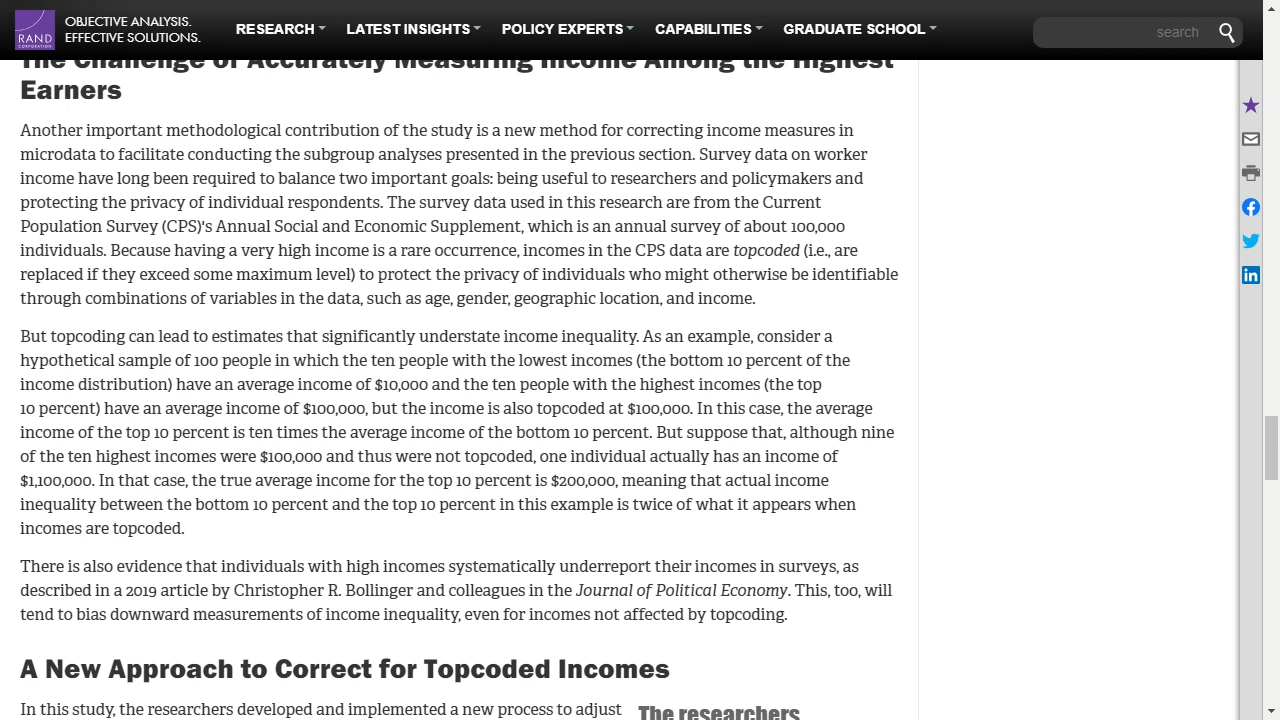 RAND
CORPORATION
OBJECTIVE ANALYSIS.
EFFECTIVE SOLUTIONS.
RESEARCH
LATEST INSIGHTS
POLICY EXPERTS
CAPABILITIES
GRADUATE SCHOOL
search
The Challenge of Accurately Measuring Income Among the Highest
Earners
Another important methodological contribution of the study is a new method for correcting income measures in
microdata to facilitate conducting the subgroup analyses presented in the previous section. Survey data on worker
income have long been required to balance two important goals: being useful to researchers and policymakers and
protecting the privacy of individual respondents. The survey data used in this research are from the Current
Population Survey (CPS)'s Annual Social and Economic Supplement, which is an annual survey of about 100,000
individuals. Because having a very high income is a rare occurrence, incomes in the CPS data are topcoded (i.e., are
replaced if they exceed some maximum level) to protect the privacy of individuals who might otherwise be identifiable
through combinations of variables in the data, such as age, gender, geographic location, and income.
But topcoding can lead to estimates that significantly understate income inequality. As an example, consider a
hypothetical sample of 100 people in which the ten people with the lowest incomes (the bottom 10 percent of the
income distribution) have an average income of $10,000 and the ten people with the highest incomes (the top
10 percent) have an average income of $100,000, but the income is also topcoded at $100,000. In this case, the average
income of the top 10 percent is ten times the average income of the bottom 10 percent. But suppose that, although nine
of the ten highest incomes were $100,000 and thus were not topcoded, one individual actually has an income of
$1,100,000. In that case, the true average income for the top 10 percent is $200,000, meaning that actual income
inequality between the bottom 10 percent and the top 10 percent in this example is twice of what it appears when
incomes are topcoded.
There is also evidence that individuals with high incomes systematically underreport their incomes in surveys, as
described in a 2019 article by Christopher R. Bollinger and colleagues in the Journal of Political Economy. This, too, will
tend to bias downward measurements of income inequality, even for incomes not affected by topcoding.
A New Approach to Correct for Topcoded Incomes
In this study, the researchers developed and implemented a new process to adjust
The researchers